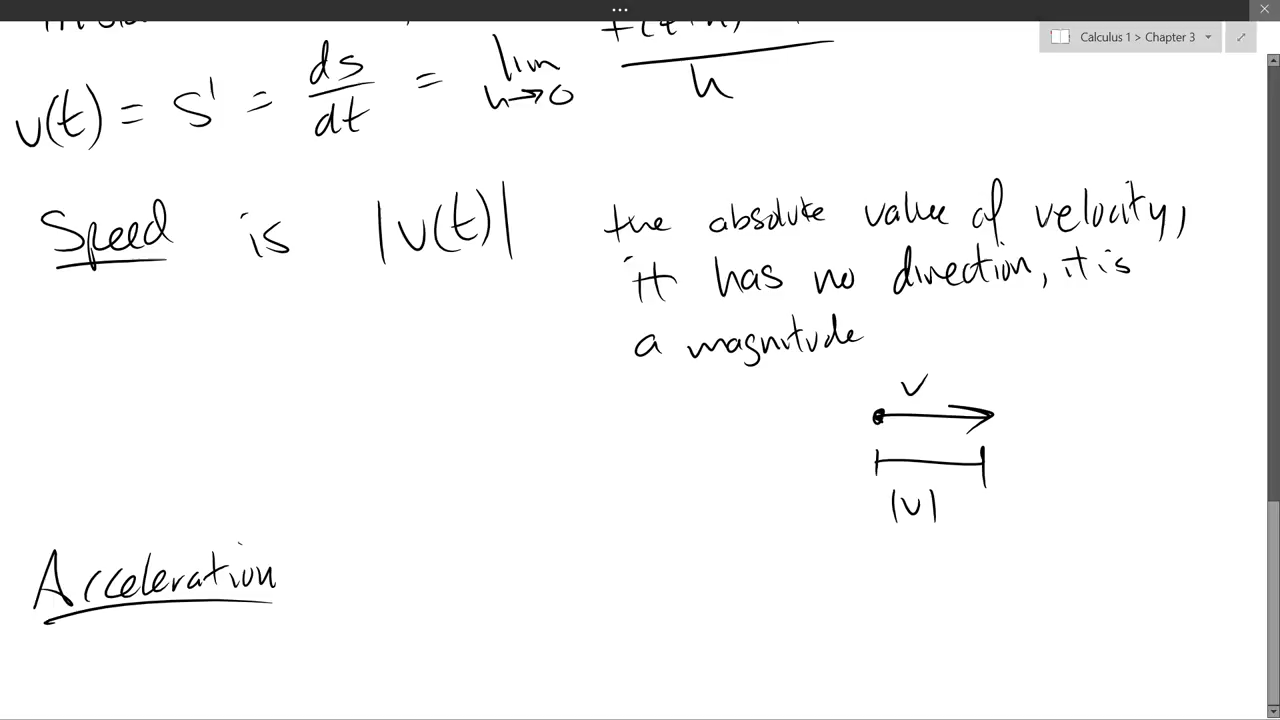 Calculus 1 > Chapter 3
v(t) = s' = ds/dt = lim h→0 f(t+h) / h
Speed is |v(t)| the absolute value of velocity,
it has no direction, it is
a magnitude
v
|v|
Acceleration